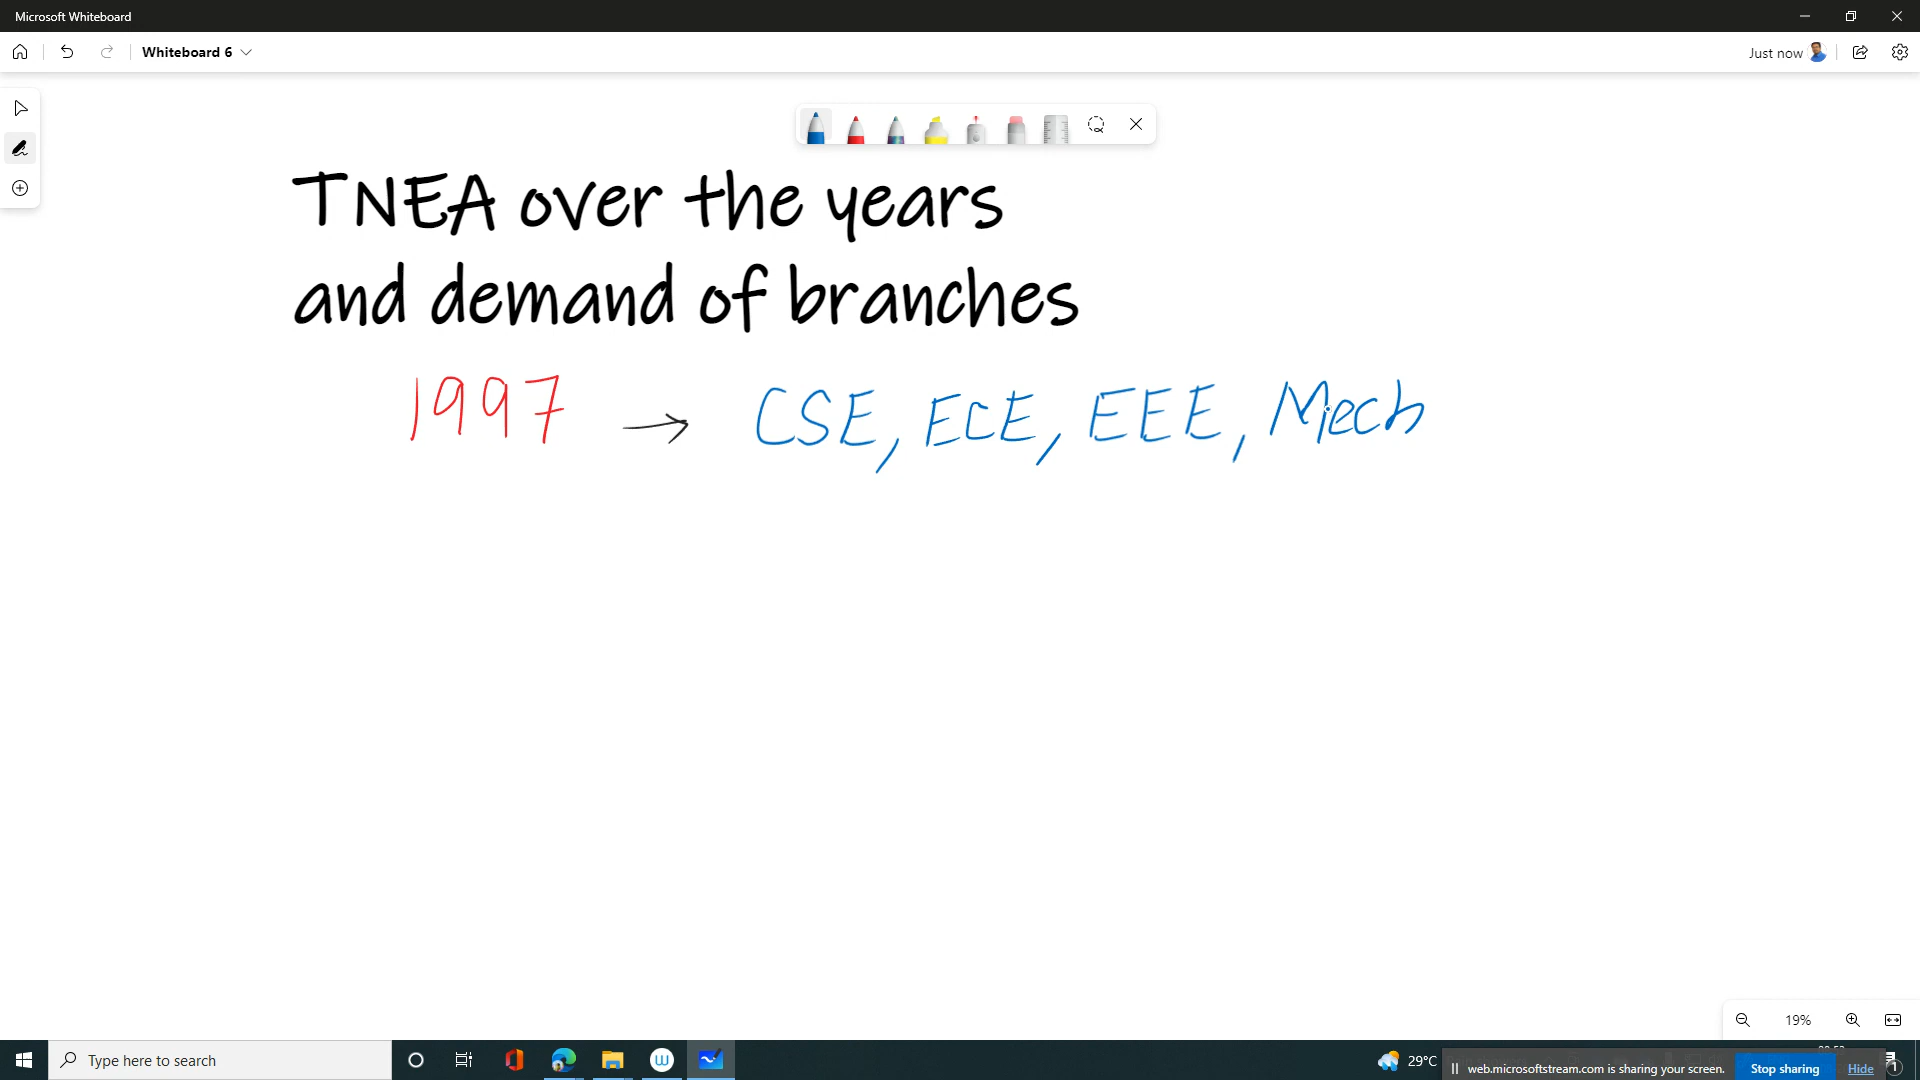 Microsoft Whiteboard
Whiteboard 6
Just now
TNEA over the years
and demand of branches
1997 → CSE, ECE, EEE, Mech
19%
Type here to search
29°C
web.microsoftstream.com is sharing your screen.
Stop sharing
Hide
1